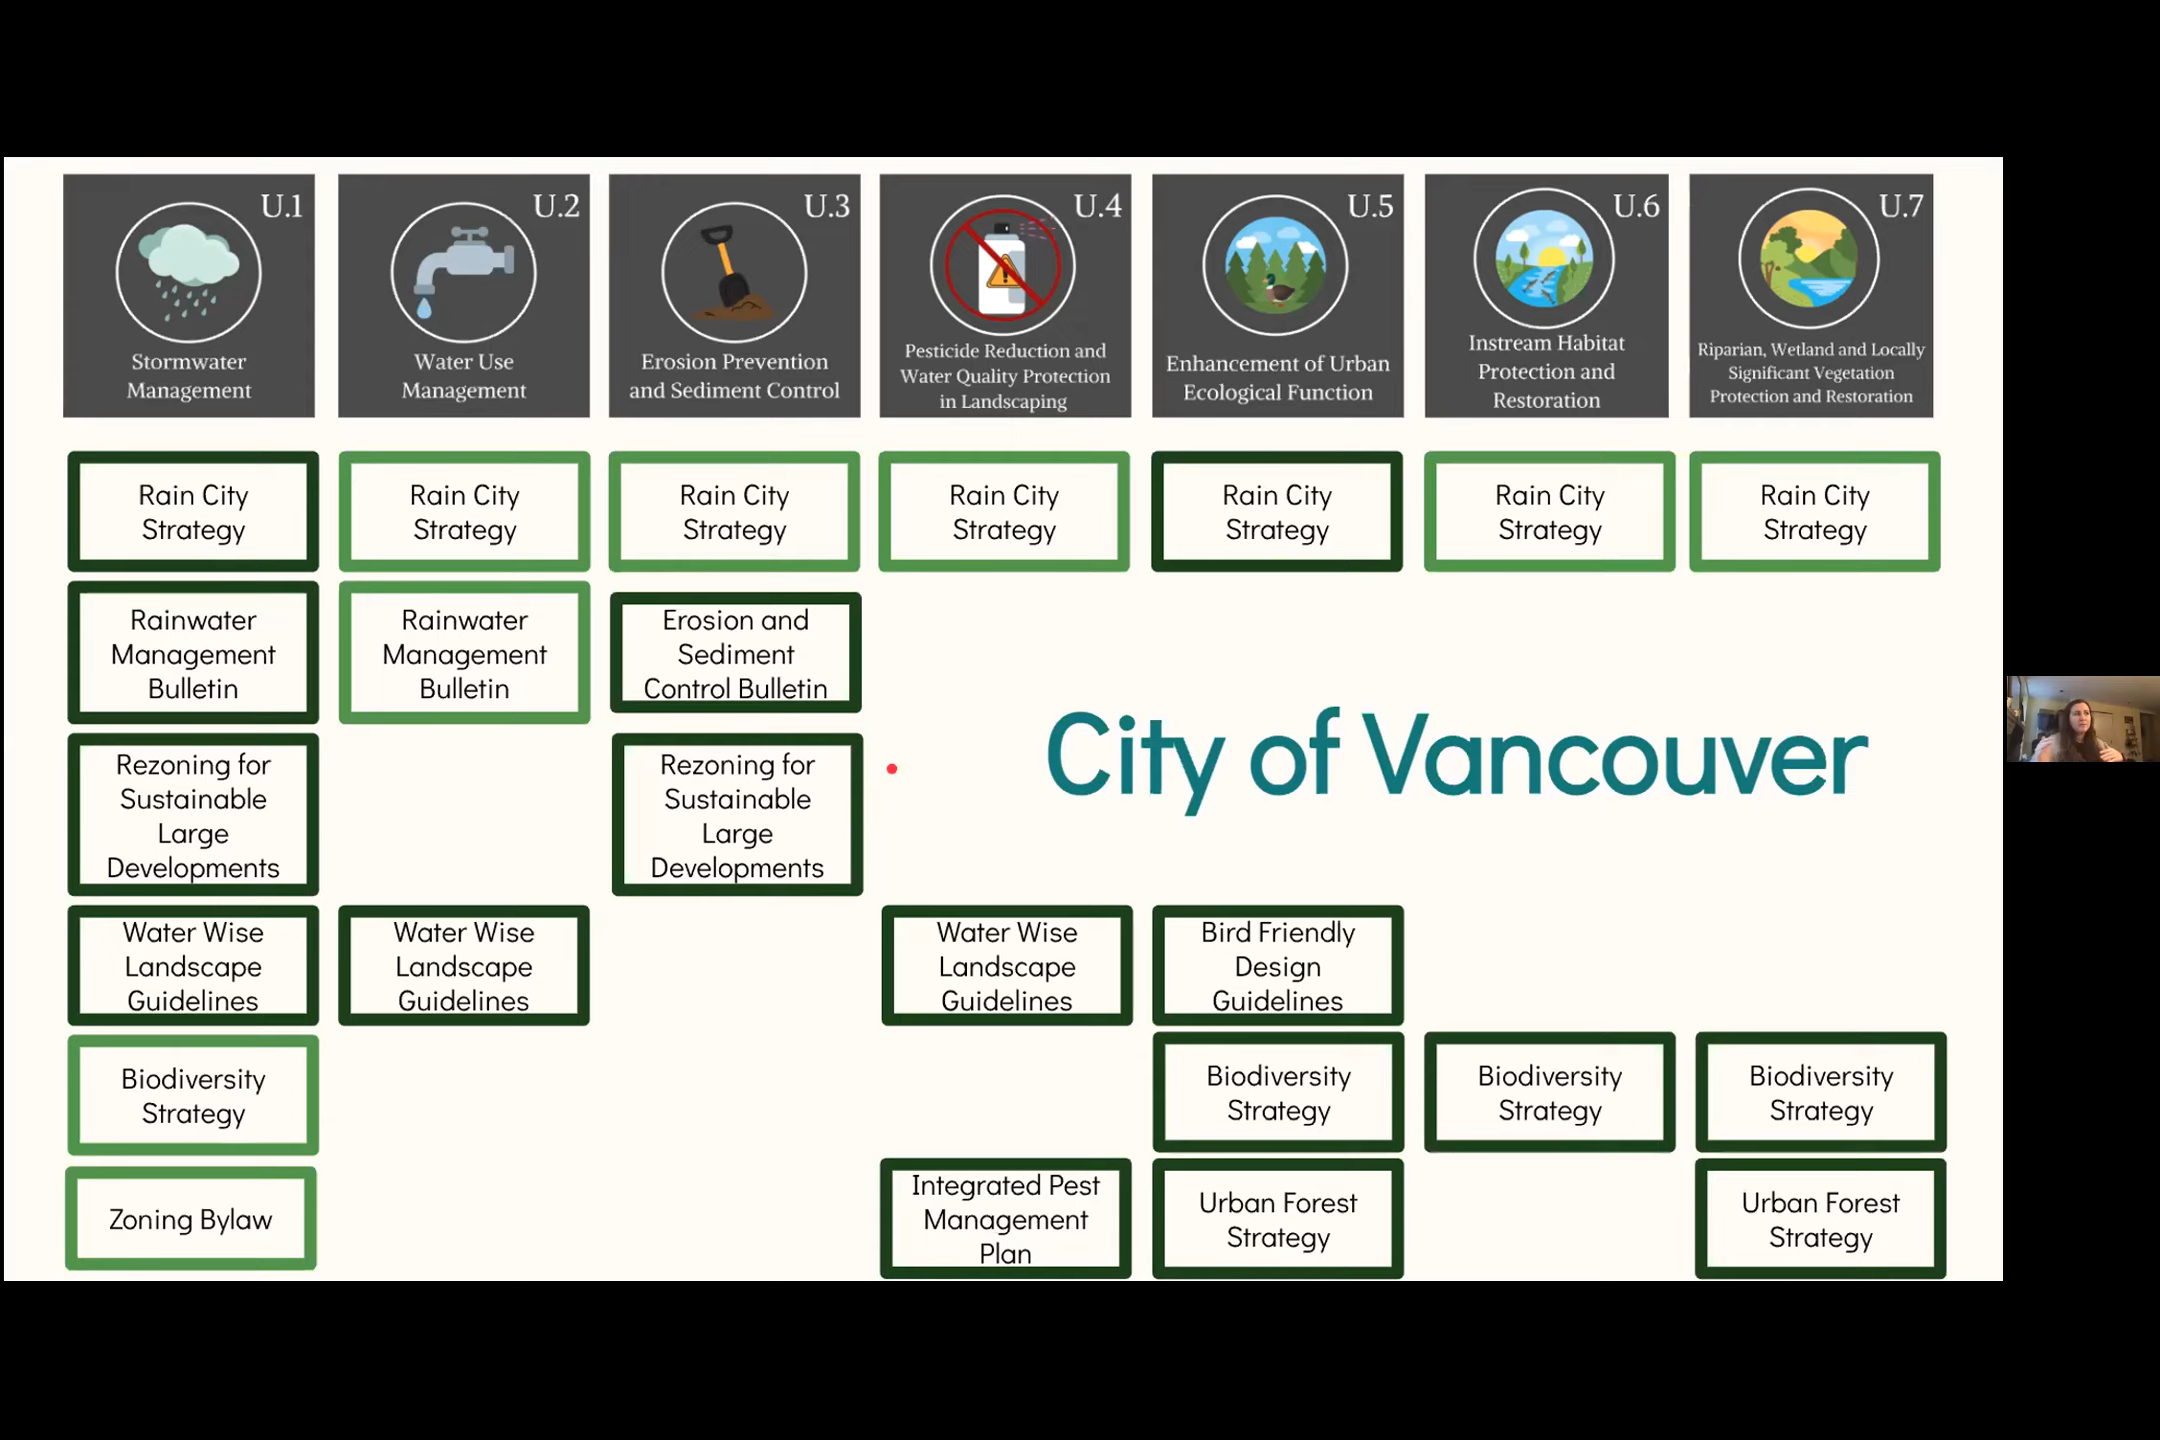 U.1
Stormwater
Management
U.2
Water Use
Management
U.3
Erosion Prevention
and Sediment Control
U.4
Pesticide Reduction and
Water Quality Protection
in Landscaping
U.5
Enhancement of Urban
Ecological Function
U.6
Instream Habitat
Protection and
Restoration
U.7
Riparian, Wetland and Locally
Significant Vegetation
Protection and Restoration
Rain City
Strategy
Rain City
Strategy
Rain City
Strategy
Rain City
Strategy
Rain City
Strategy
Rain City
Strategy
Rain City
Strategy
Rainwater
Management
Bulletin
Rainwater
Management
Bulletin
Erosion and
Sediment
Control Bulletin
City of Vancouver
Rezoning for
Sustainable
Large
Developments
Rezoning for
Sustainable
Large
Developments
Water Wise
Landscape
Guidelines
Water Wise
Landscape
Guidelines
Water Wise
Landscape
Guidelines
Bird Friendly
Design
Guidelines
Biodiversity
Strategy
Biodiversity
Strategy
Biodiversity
Strategy
Biodiversity
Strategy
Zoning Bylaw
Integrated Pest
Management
Plan
Urban Forest
Strategy
Urban Forest
Strategy